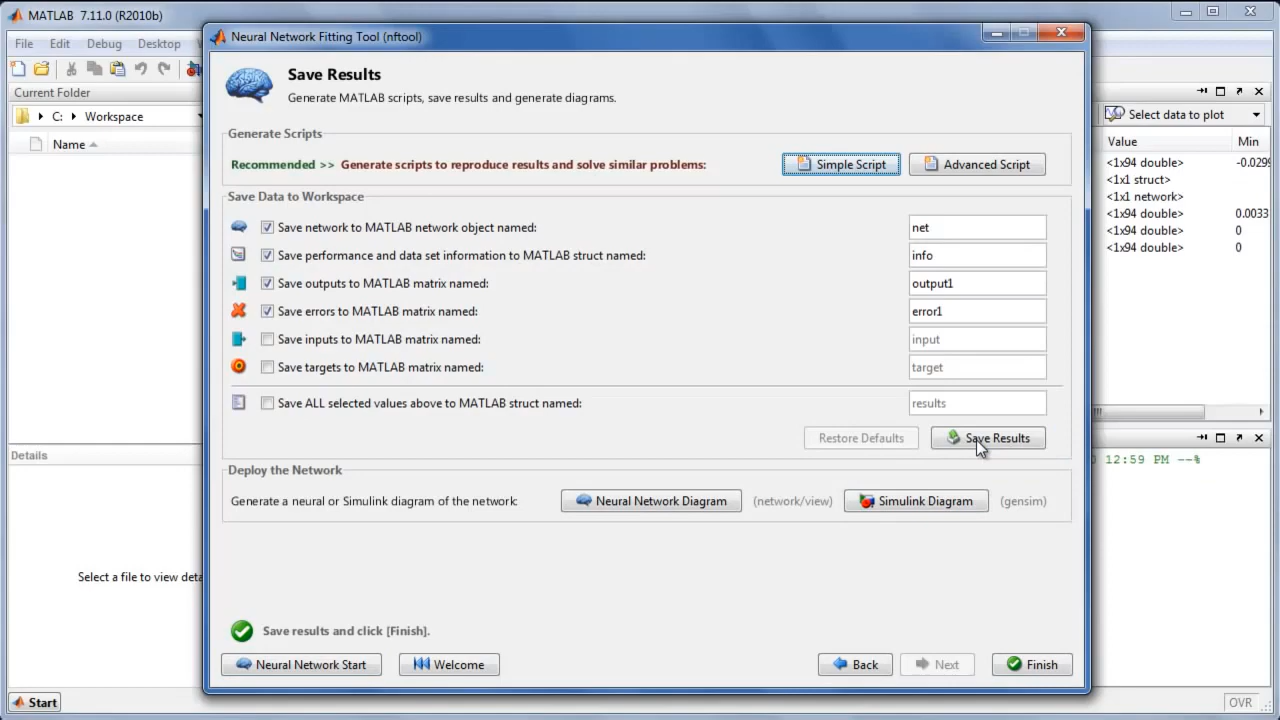 MATLAB 7.11.0 (R2010b)
File Edit Debug Desktop
Current Folder
C: Workspace
Name
Details
Select a file to view
Start
Neural Network Fitting Tool (nftool)
Save Results
Generate MATLAB scripts, save results and generate diagrams.
Generate Scripts
Recommended >> Generate scripts to reproduce results and solve similar problems:
Simple Script
Advanced Script
Save Data to Workspace
Save network to MATLAB network object named: net
Save performance and data set information to MATLAB struct named: info
Save outputs to MATLAB matrix named: output1
Save errors to MATLAB matrix named: error1
Save inputs to MATLAB matrix named: input
Save targets to MATLAB matrix named: target
Save ALL selected values above to MATLAB struct named: results
Restore Defaults
Save Results
Deploy the Network
Generate a neural or Simulink diagram of the network:
Neural Network Diagram
(network/view)
Simulink Diagram
(gensim)
Save results and click [Finish].
Neural Network Start
Welcome
Back
Next
Finish
Select data to plot
Value Min
<1x94 double> -0.0299
<1x1 struct>
<1x1 network>
<1x94 double> 0.0033
<1x94 double> 0
<1x94 double> 0
12:59 PM --%
OVR